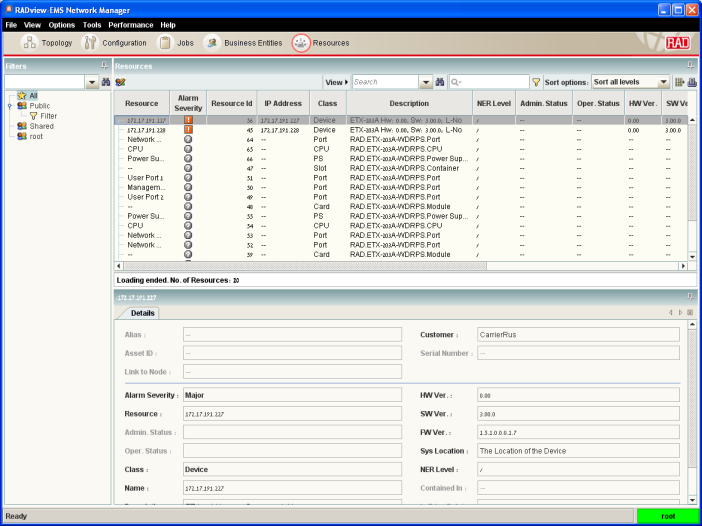 RADview-EMS Network Manager
File View Options Tools Performance Help
Topology Configuration Jobs Business Entities Resources RAD
Filters
Resources
View Search Sort options: Sort all levels
All
Public
Filter
Shared
root
Resource Alarm Severity Resource Id IP Address Class Description NER Level Admin. Status Oper. Status HW Ver. SW Ve
172.17.191.227 36 172.17.191.227 Device ETX-203A Hw: 0.00, Sw: 3.00.0, L-No / -- -- 0.00 3.00.0
172.17.191.228 45 172.17.191.228 Device ETX-203A Hw: 0.00, Sw: 3.00.0, L-No / -- -- 0.00 3.00.0
Network ... 64 -- Port RAD.ETX-203A-WDRPS.Port / -- -- -- --
CPU 65 -- CPU RAD.ETX-203A-WDRPS.CPU / -- -- -- --
Power Su... 66 -- PS RAD.ETX-203A-WDRPS.Power Sup... / -- -- -- --
-- 47 -- Slot RAD.ETX-203A-WDRPS.Container / -- -- -- --
User Port 1 51 -- Port RAD.ETX-203A-WDRPS.Port / -- -- -- --
Managem... 50 -- Port RAD.ETX-203A-WDRPS.Port / -- -- -- --
User Port 2 49 -- Port RAD.ETX-203A-WDRPS.Port / -- -- -- --
-- 48 -- Card RAD.ETX-203A-WDRPS.Module / -- -- -- --
Power Su... 55 -- PS RAD.ETX-203A-WDRPS.Power Sup... / -- -- -- --
CPU 54 -- CPU RAD.ETX-203A-WDRPS.CPU / -- -- -- --
Network ... 53 -- Port RAD.ETX-203A-WDRPS.Port / -- -- -- --
Network ... 52 -- Port RAD.ETX-203A-WDRPS.Port / -- -- -- --
-- 59 -- Card RAD.ETX-203A-WDRPS.Module / -- -- -- --
Loading ended. No. of Resources: 20
172.17.191.227
Details
Alias : -- Customer : CarrierRus
Asset ID : -- Serial Number : --
Link to Node : --
Alarm Severity : Major HW Ver. : 0.00
Resource : 172.17.191.227 SW Ver. : 3.00.0
Admin. Status : FW Ver. : 1.5.1.0.0.0.1.7
Oper. Status : Sys Location : The Location of the Device
Class : Device NER Level : /
Name : 172.17.191.227 Contained In : --
Ready root